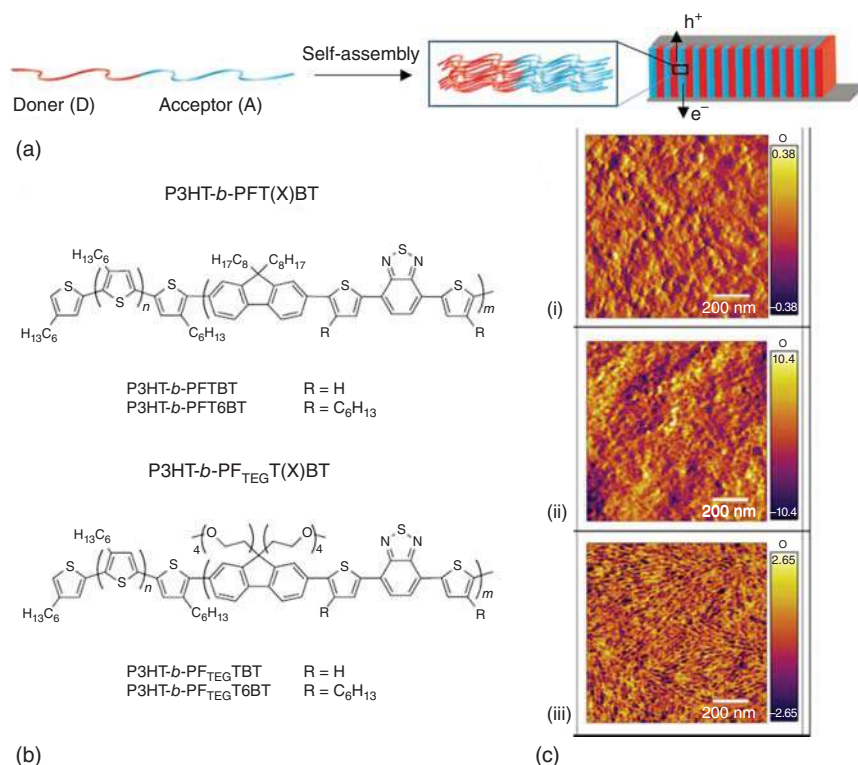 Self-assembly
h+
Doner (D)
Acceptor (A)
e−
(a)
P3HT-b-PFT(X)BT
H13C6
H17C8
C8H17
S
N
N
S
S
S
S
S
n
m
H13C6
C6H13
R
R
P3HT-b-PFTBT R = H
P3HT-b-PFT6BT R = C6H13
P3HT-b-PFTEGT(X)BT
H13C6
4
O
O
4
S
N
N
S
S
S
S
S
n
m
H13C6
C6H13
R
R
P3HT-b-PFTEGTBT R = H
P3HT-b-PFTEGT6BT R = C6H13
(b)
O
0.38
(i)
200 nm
−0.38
O
10.4
(ii)
200 nm
−10.4
O
2.65
(iii)
200 nm
−2.65
(c)